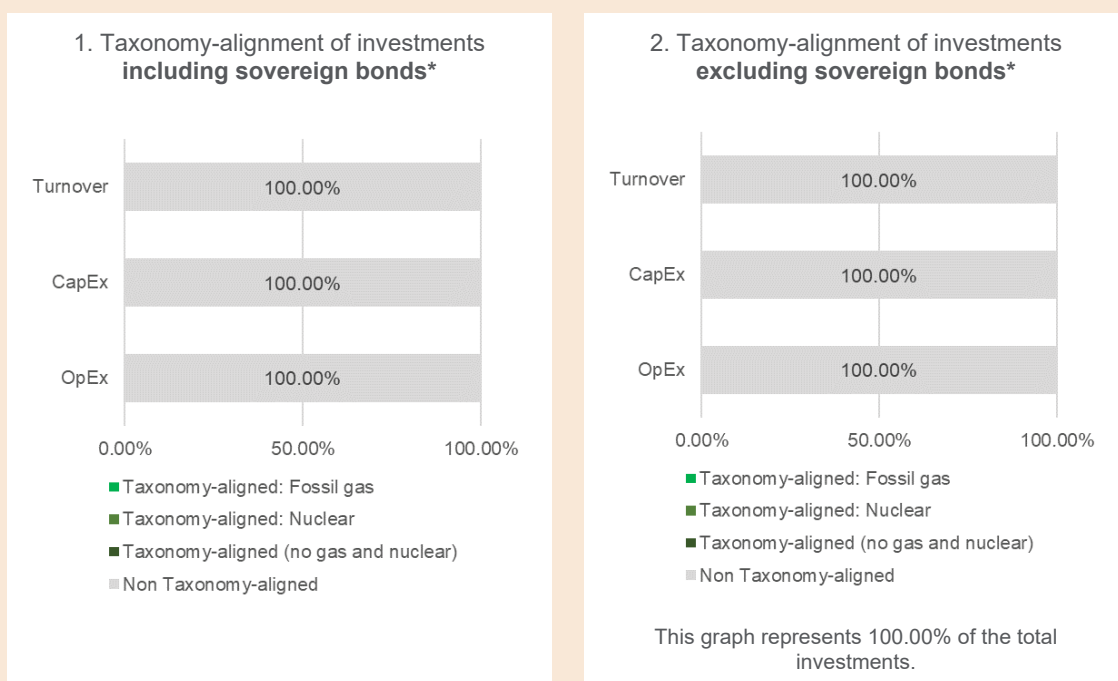 1. Taxonomy-alignment of investments
including sovereign bonds*
Turnover
100.00%
CapEx
100.00%
OpEx
100.00%
0.00%
50.00%
100.00%
Taxonomy-aligned: Fossil gas
Taxonomy-aligned: Nuclear
Taxonomy-aligned (no gas and nuclear)
Non Taxonomy-aligned
2. Taxonomy-alignment of investments
excluding sovereign bonds*
Turnover
100.00%
CapEx
100.00%
OpEx
100.00%
0.00%
50.00%
100.00%
Taxonomy-aligned: Fossil gas
Taxonomy-aligned: Nuclear
Taxonomy-aligned (no gas and nuclear)
Non Taxonomy-aligned
This graph represents 100.00% of the total
investments.